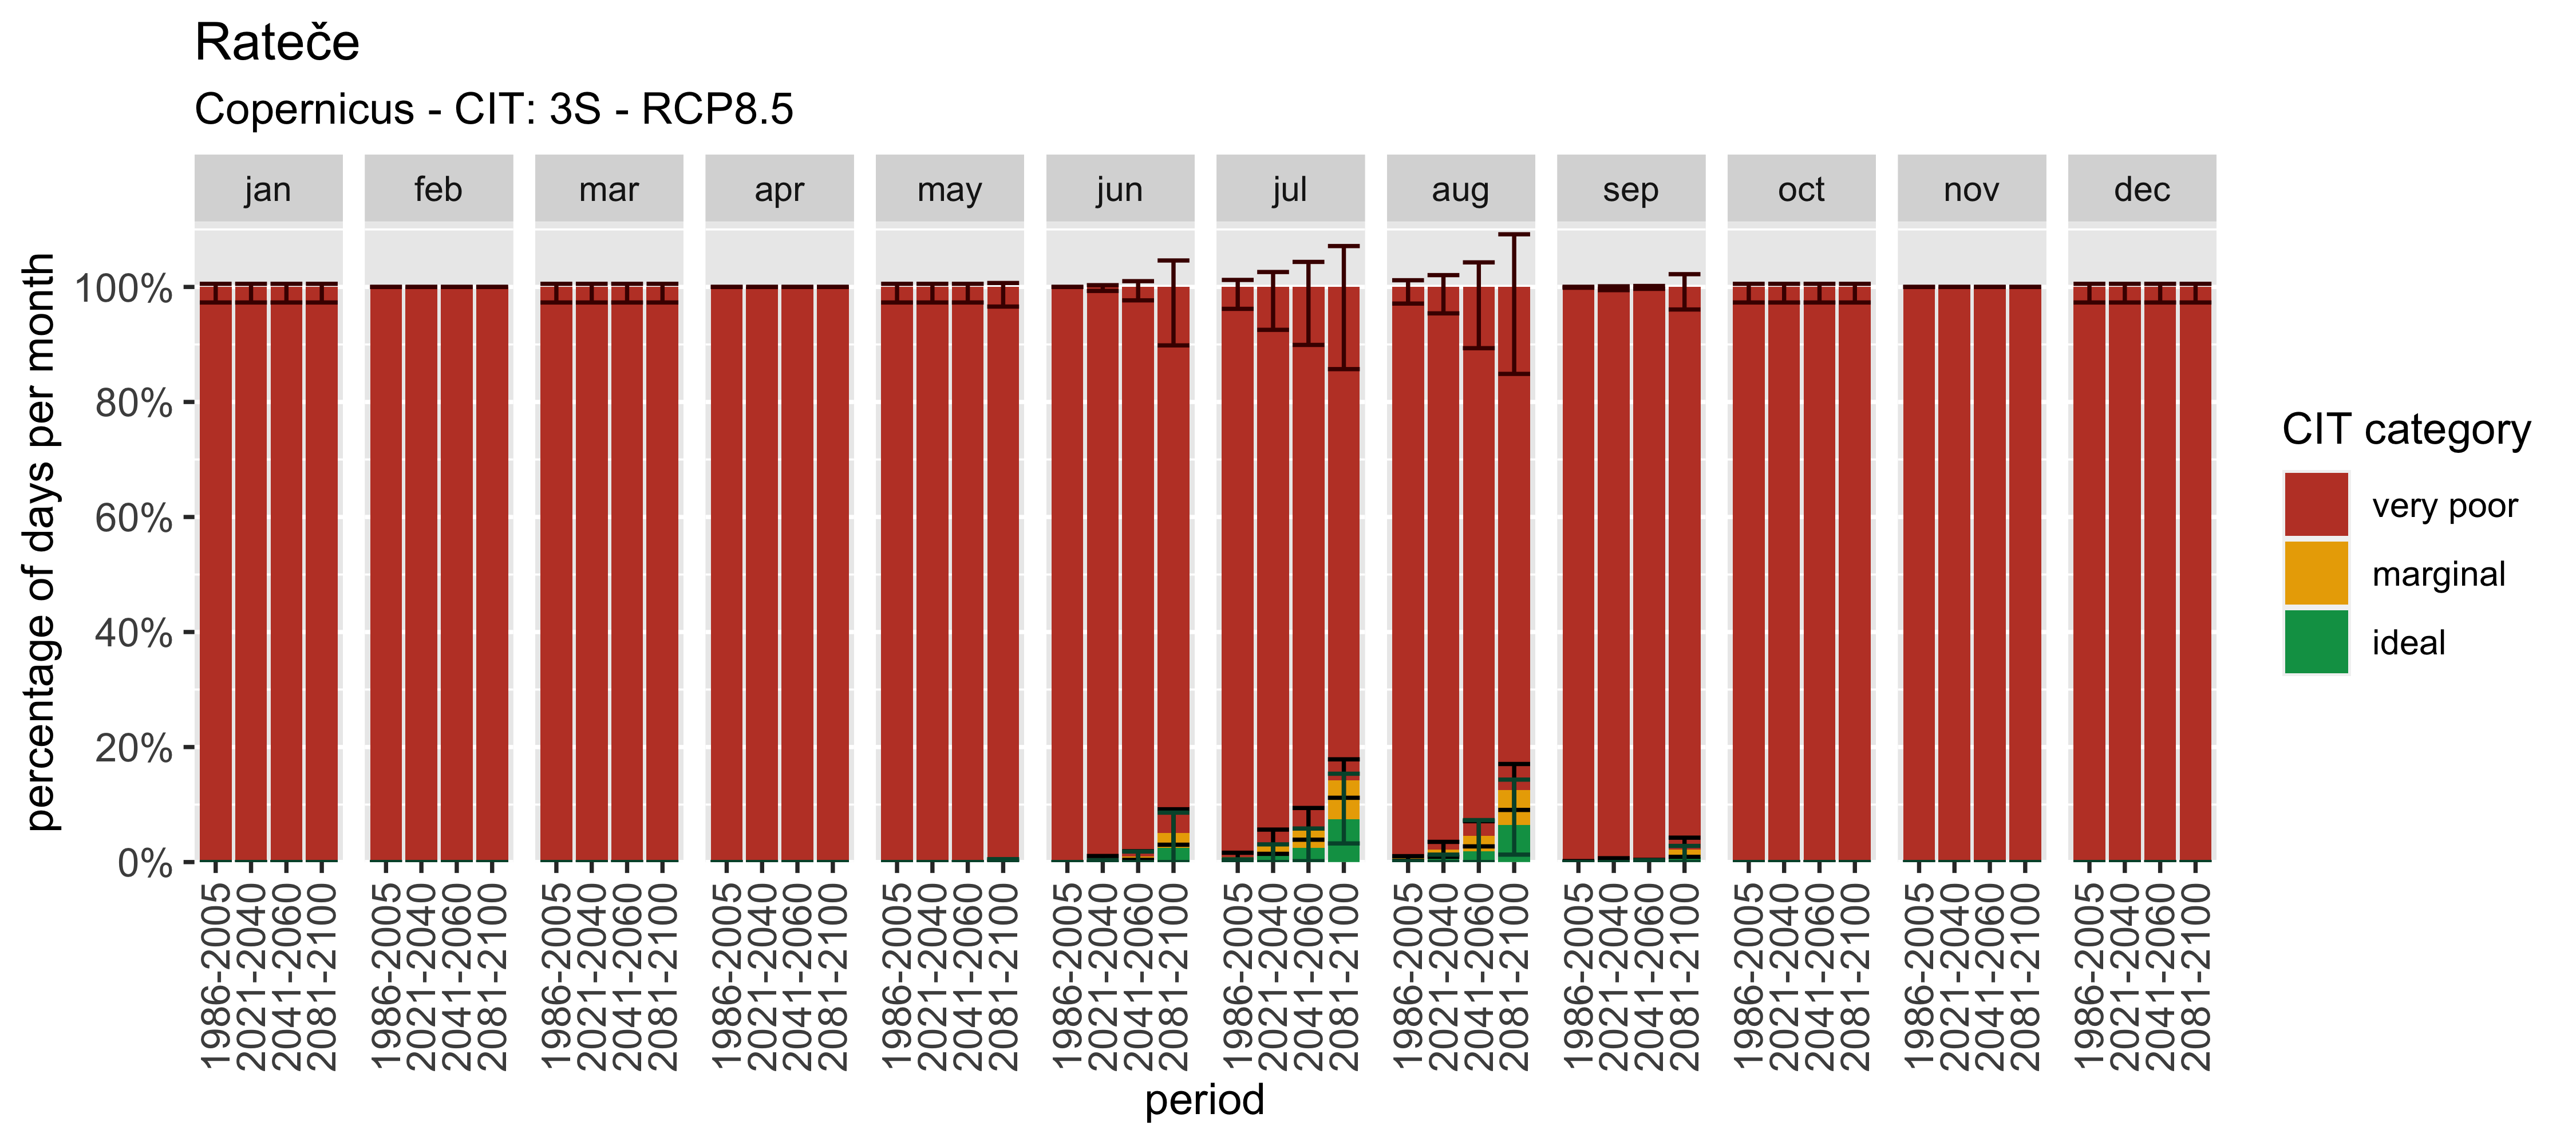 Rateče
Copernicus - CIT: 3S - RCP8.5
jan feb mar apr may jun jul aug sep oct nov dec
percentage of days per month
100%
80%
60%
40%
20%
0%
1986-2005 2021-2040 2041-2060 2081-2100 1986-2005 2021-2040 2041-2060 2081-2100 1986-2005 2021-2040 2041-2060 2081-2100 1986-2005 2021-2040 2041-2060 2081-2100 1986-2005 2021-2040 2041-2060 2081-2100 1986-2005 2021-2040 2041-2060 2081-2100 1986-2005 2021-2040 2041-2060 2081-2100 1986-2005 2021-2040 2041-2060 2081-2100 1986-2005 2021-2040 2041-2060 2081-2100 1986-2005 2021-2040 2041-2060 2081-2100 1986-2005 2021-2040 2041-2060 2081-2100 1986-2005 2021-2040 2041-2060 2081-2100
period
CIT category
very poor
marginal
ideal